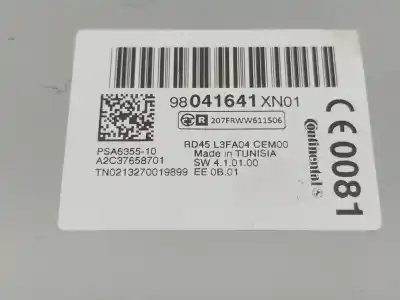 98041641XN01
R 207FRWW611506
PSA6355-10
A2C37658701
TN0213270019899
RD45 L3FA04 CEM00
Made in TUNISIA
SW 4.1.01.00
EE 0B.01
Continental
CE 0081